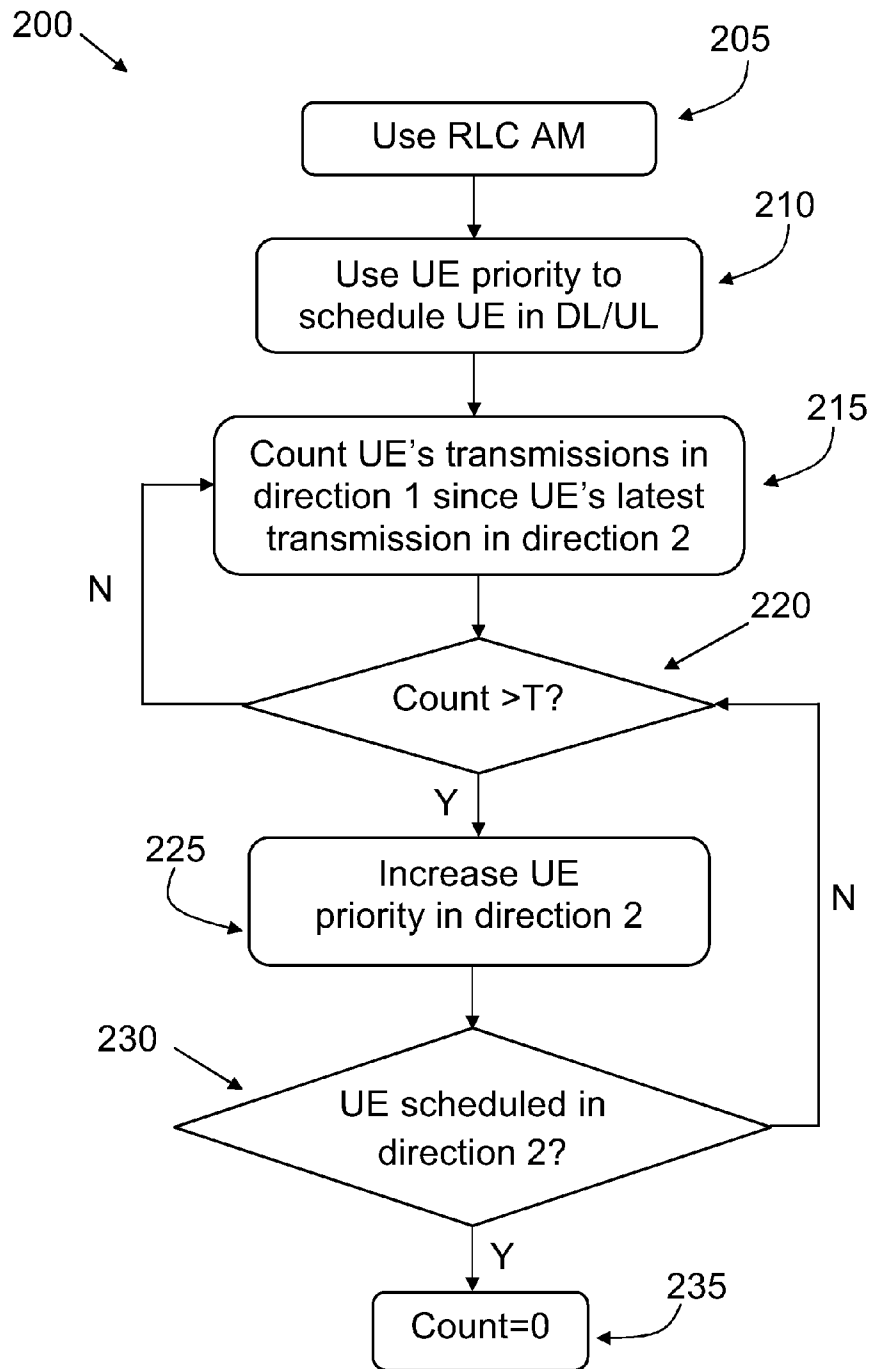 200
205
Use RLC AM
210
Use UE priority to
schedule UE in DL/UL
215
Count UE's transmissions in
direction 1 since UE's latest
transmission in direction 2
N
220
Count >T?
Y
225
Increase UE
priority in direction 2
N
230
UE scheduled in
direction 2?
Y
235
Count=0